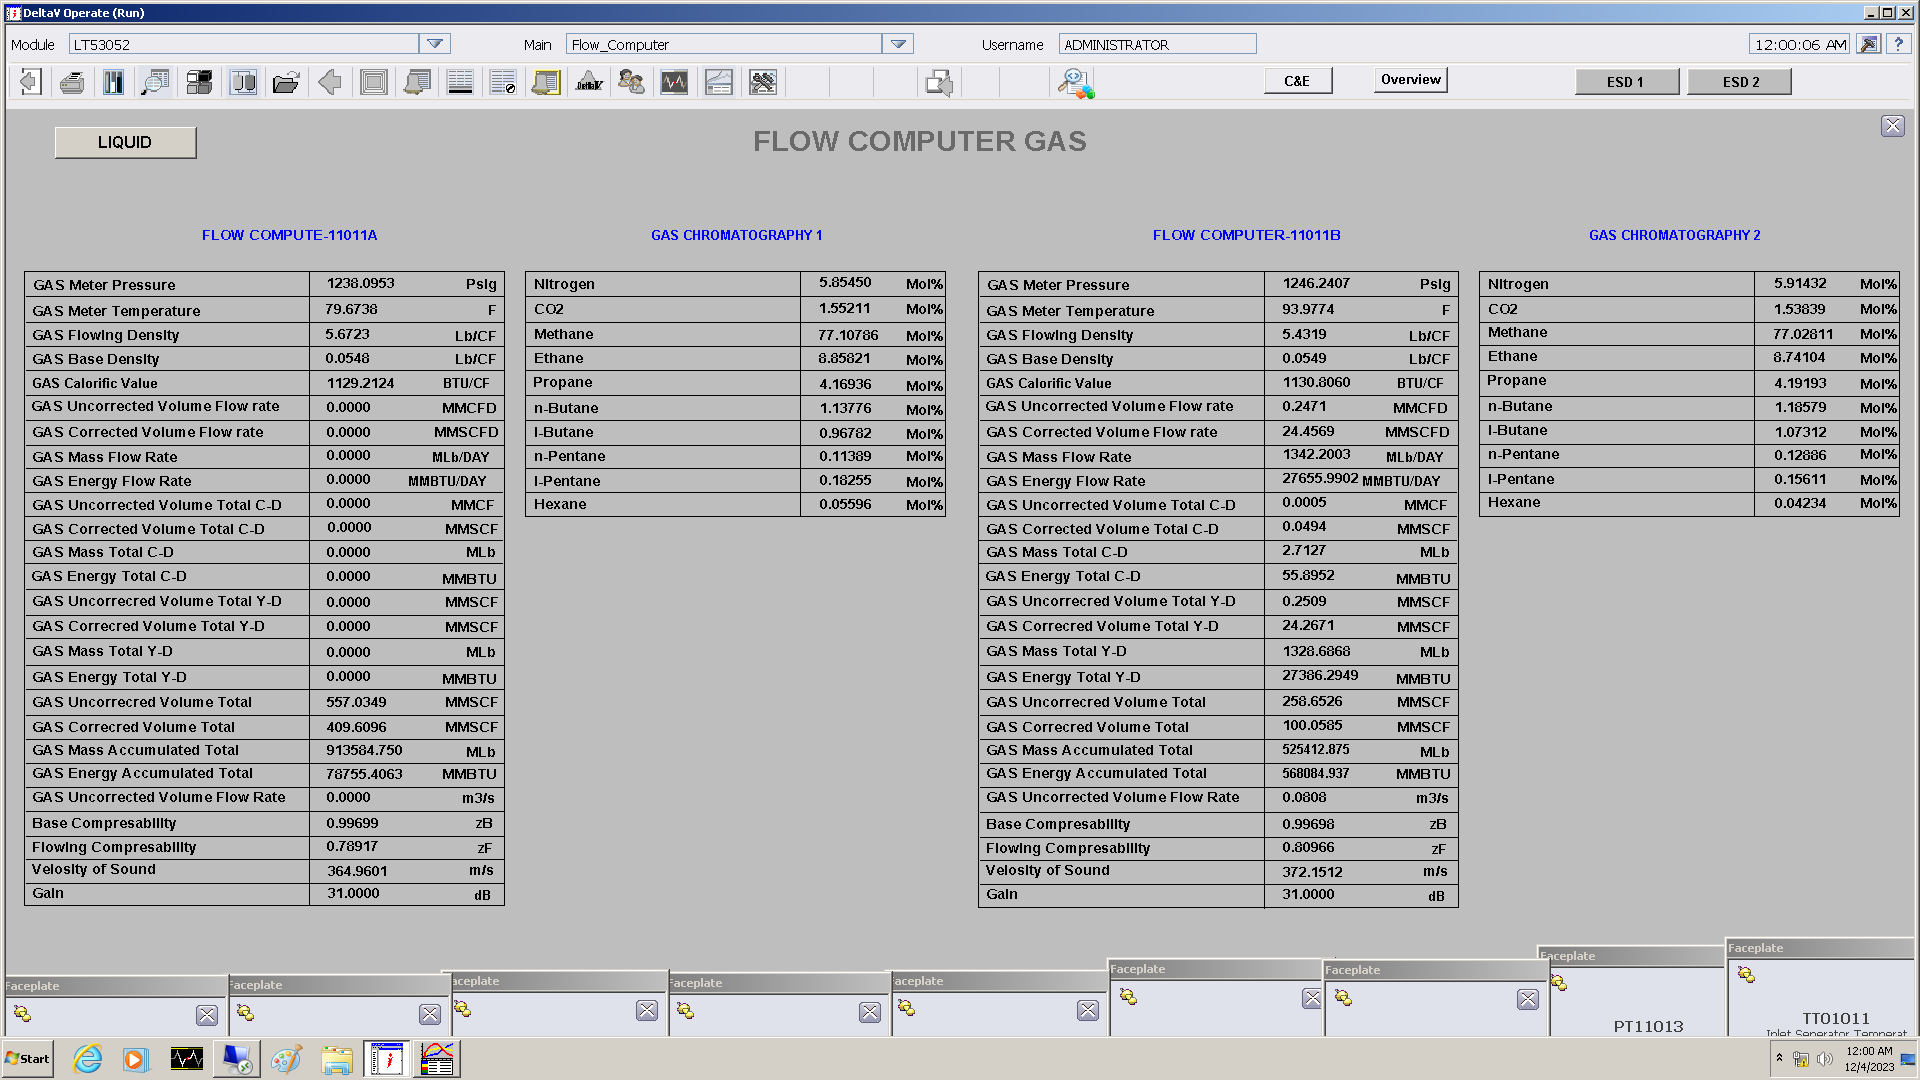 DeltaV Operate (Run)
Module LT53052 Main Flow_Computer Username ADMINISTRATOR 12:00:06 AM
C&E Overview ESD 1 ESD 2
LIQUID FLOW COMPUTER GAS
FLOW COMPUTE-11011A
GAS Meter Pressure 1238.0953 Psig
GAS Meter Temperature 79.6738 F
GAS Flowing Density 5.6723 Lb/CF
GAS Base Density 0.0548 Lb/CF
GAS Calorific Value 1129.2124 BTU/CF
GAS Uncorrected Volume Flow rate 0.0000 MMCFD
GAS Corrected Volume Flow rate 0.0000 MMSCFD
GAS Mass Flow Rate 0.0000 MLb/DAY
GAS Energy Flow Rate 0.0000 MMBTU/DAY
GAS Uncorrected Volume Total C-D 0.0000 MMCF
GAS Corrected Volume Total C-D 0.0000 MMSCF
GAS Mass Total C-D 0.0000 MLb
GAS Energy Total C-D 0.0000 MMBTU
GAS Uncorrecred Volume Total Y-D 0.0000 MMSCF
GAS Correcred Volume Total Y-D 0.0000 MMSCF
GAS Mass Total Y-D 0.0000 MLb
GAS Energy Total Y-D 0.0000 MMBTU
GAS Uncorrected Volume Total 557.0349 MMSCF
GAS Correcred Volume Total 409.6096 MMSCF
GAS Mass Accumulated Total 913584.750 MLb
GAS Energy Accumulated Total 78755.4063 MMBTU
GAS Uncorrected Volume Flow Rate 0.0000 m3/s
Base Compresability 0.99699 zB
Flowing Compresability 0.78917 zF
Velosity of Sound 364.9601 m/s
Gain 31.0000 dB
GAS CHROMATOGRAPHY 1
Nitrogen 5.85450 Mol%
CO2 1.55211 Mol%
Methane 77.10786 Mol%
Ethane 8.85821 Mol%
Propane 4.16936 Mol%
n-Butane 1.13776 Mol%
I-Butane 0.96782 Mol%
n-Pentane 0.11389 Mol%
I-Pentane 0.18255 Mol%
Hexane 0.05596 Mol%
FLOW COMPUTER-11011B
GAS Meter Pressure 1246.2407 Psig
GAS Meter Temperature 93.9774 F
GAS Flowing Density 5.4319 Lb/CF
GAS Base Density 0.0549 Lb/CF
GAS Calorific Value 1130.8060 BTU/CF
GAS Uncorrected Volume Flow rate 0.2471 MMCFD
GAS Corrected Volume Flow rate 24.4569 MMSCFD
GAS Mass Flow Rate 1342.2003 MLb/DAY
GAS Energy Flow Rate 27655.9902 MMBTU/DAY
GAS Uncorrected Volume Total C-D 0.0005 MMCF
GAS Corrected Volume Total C-D 0.0494 MMSCF
GAS Mass Total C-D 2.7127 MLb
GAS Energy Total C-D 55.8952 MMBTU
GAS Uncorrecred Volume Total Y-D 0.2509 MMSCF
GAS Correcred Volume Total Y-D 24.2671 MMSCF
GAS Mass Total Y-D 1328.6868 MLb
GAS Energy Total Y-D 27386.2949 MMBTU
GAS Uncorrected Volume Total 258.6526 MMSCF
GAS Correcred Volume Total 100.0585 MMSCF
GAS Mass Accumulated Total 525412.875 MLb
GAS Energy Accumulated Total 568084.937 MMBTU
GAS Uncorrected Volume Flow Rate 0.0808 m3/s
Base Compresability 0.99698 zB
Flowing Compresability 0.80966 zF
Velosity of Sound 372.1512 m/s
Gain 31.0000 dB
GAS CHROMATOGRAPHY 2
Nitrogen 5.91432 Mol%
CO2 1.53839 Mol%
Methane 77.02811 Mol%
Ethane 8.74104 Mol%
Propane 4.19193 Mol%
n-Butane 1.18579 Mol%
I-Butane 1.07312 Mol%
n-Pentane 0.12886 Mol%
I-Pentane 0.15611 Mol%
Hexane 0.04234 Mol%
Faceplate Faceplate Faceplate Faceplate Faceplate Faceplate Faceplate Faceplate Faceplate
PT11013 TT01011
Inlet Separator Temperat
Start 12:00 AM
12/4/2023